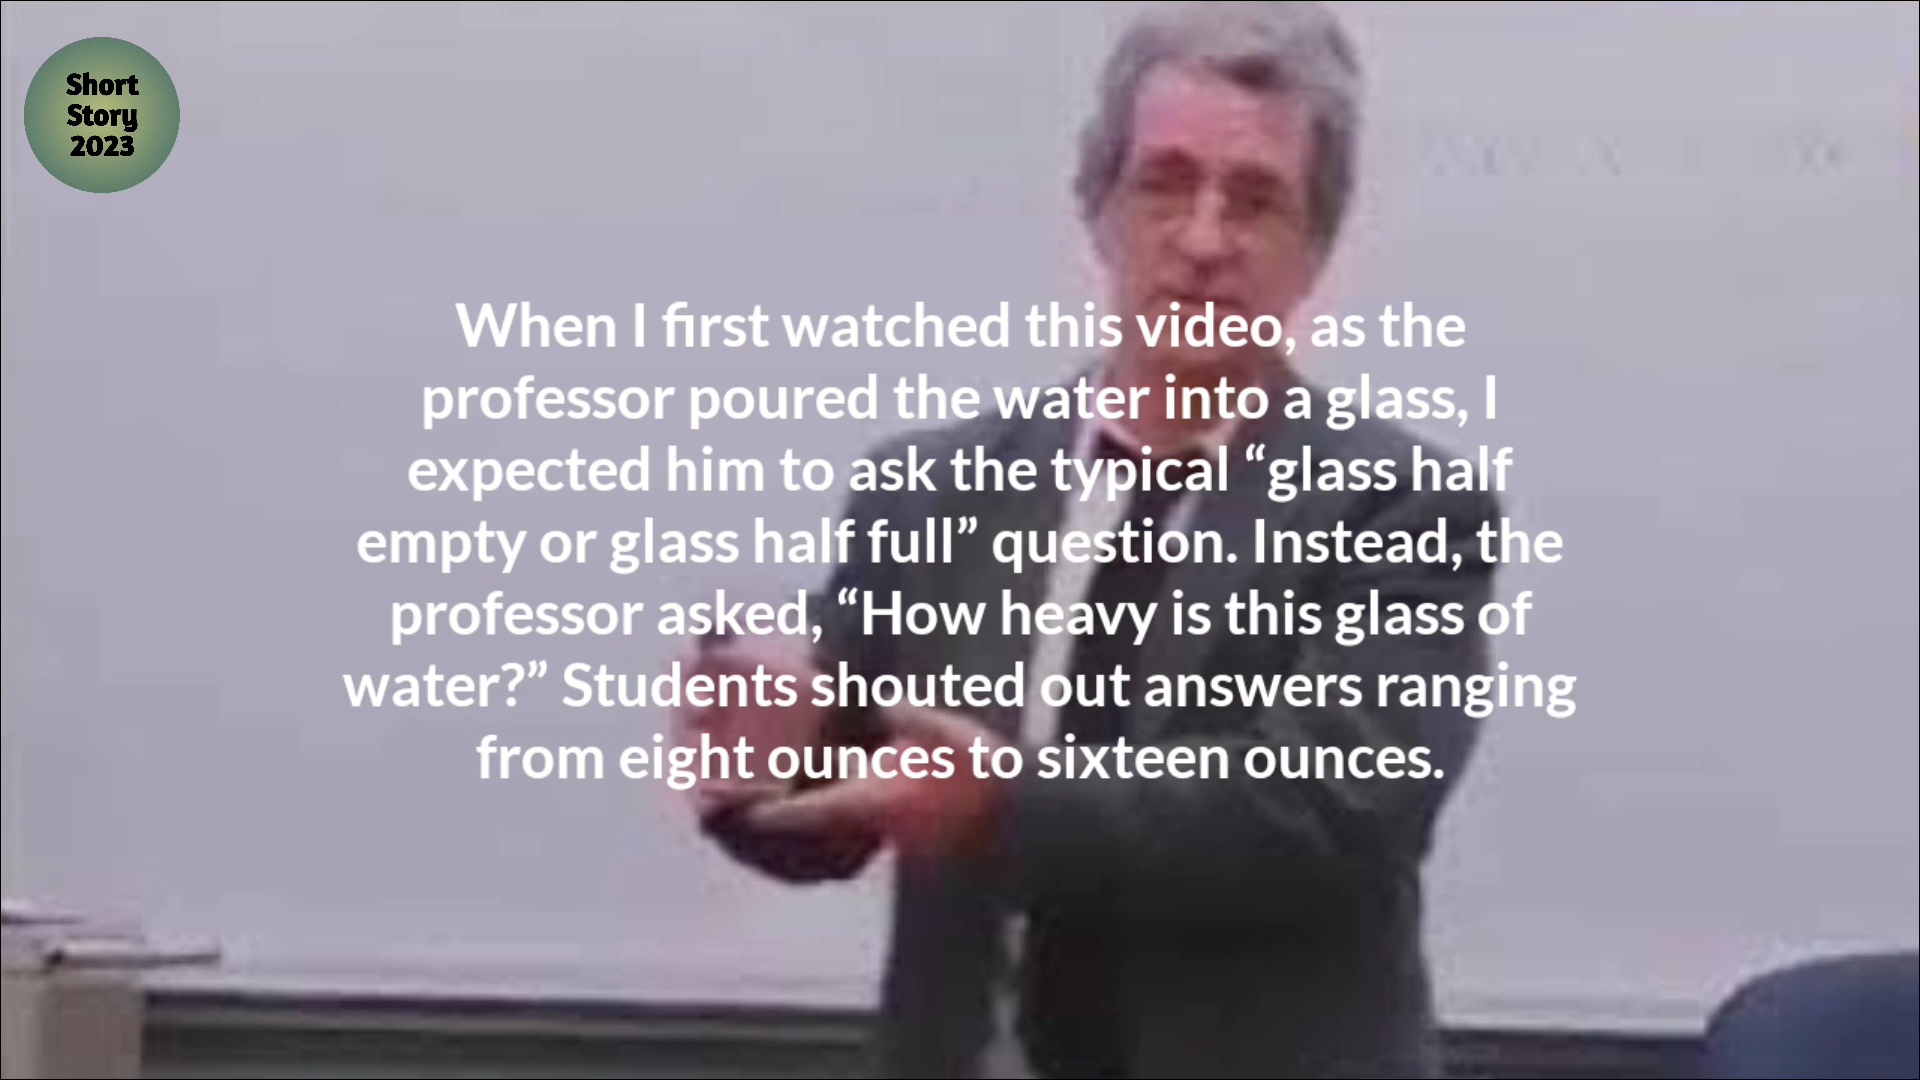 Short
Story
2023
When I first watched this video, as the
professor poured the water into a glass, I
expected him to ask the typical “glass half
empty or glass half full” question. Instead, the
professor asked, “How heavy is this glass of
water?” Students shouted out answers ranging
from eight ounces to sixteen ounces.